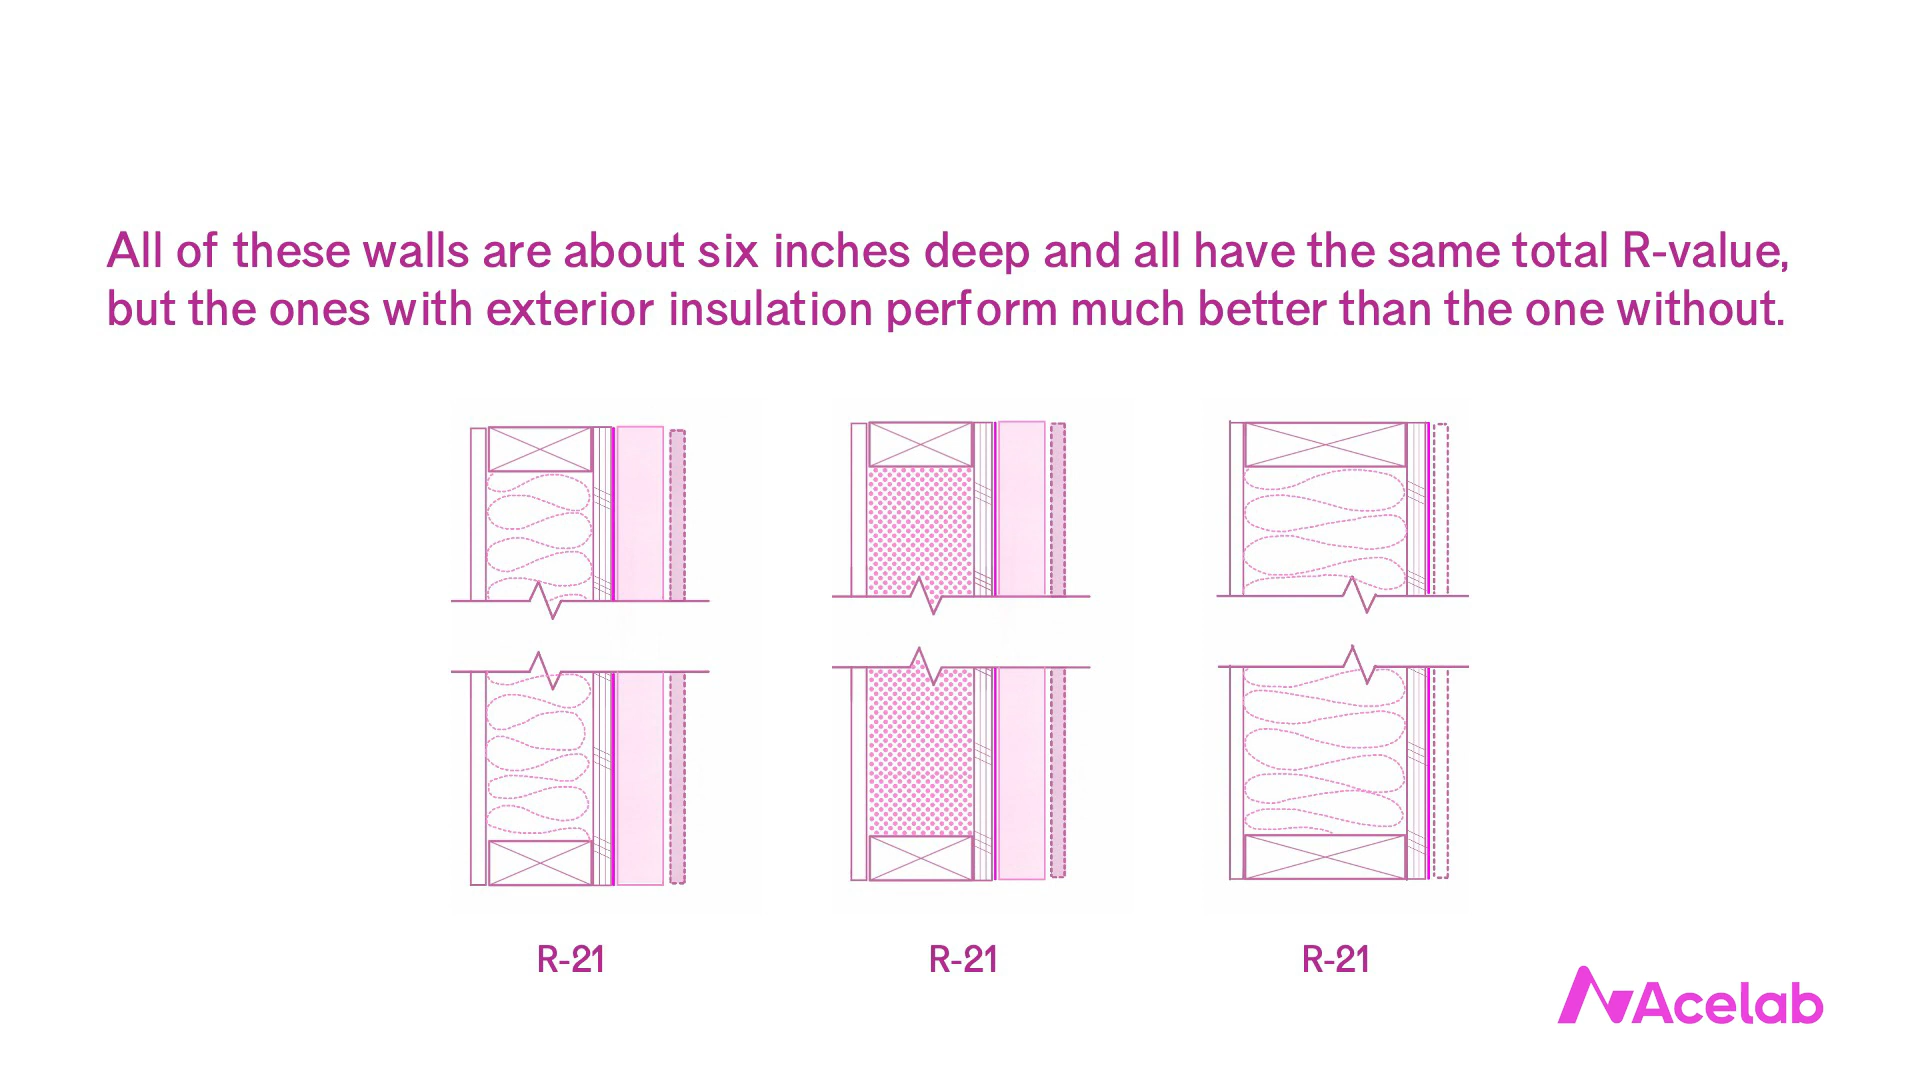 All of these walls are about six inches deep and all have the same total R-value,
but the ones with exterior insulation perform much better than the one without.
R-21
R-21
R-21
Acelab